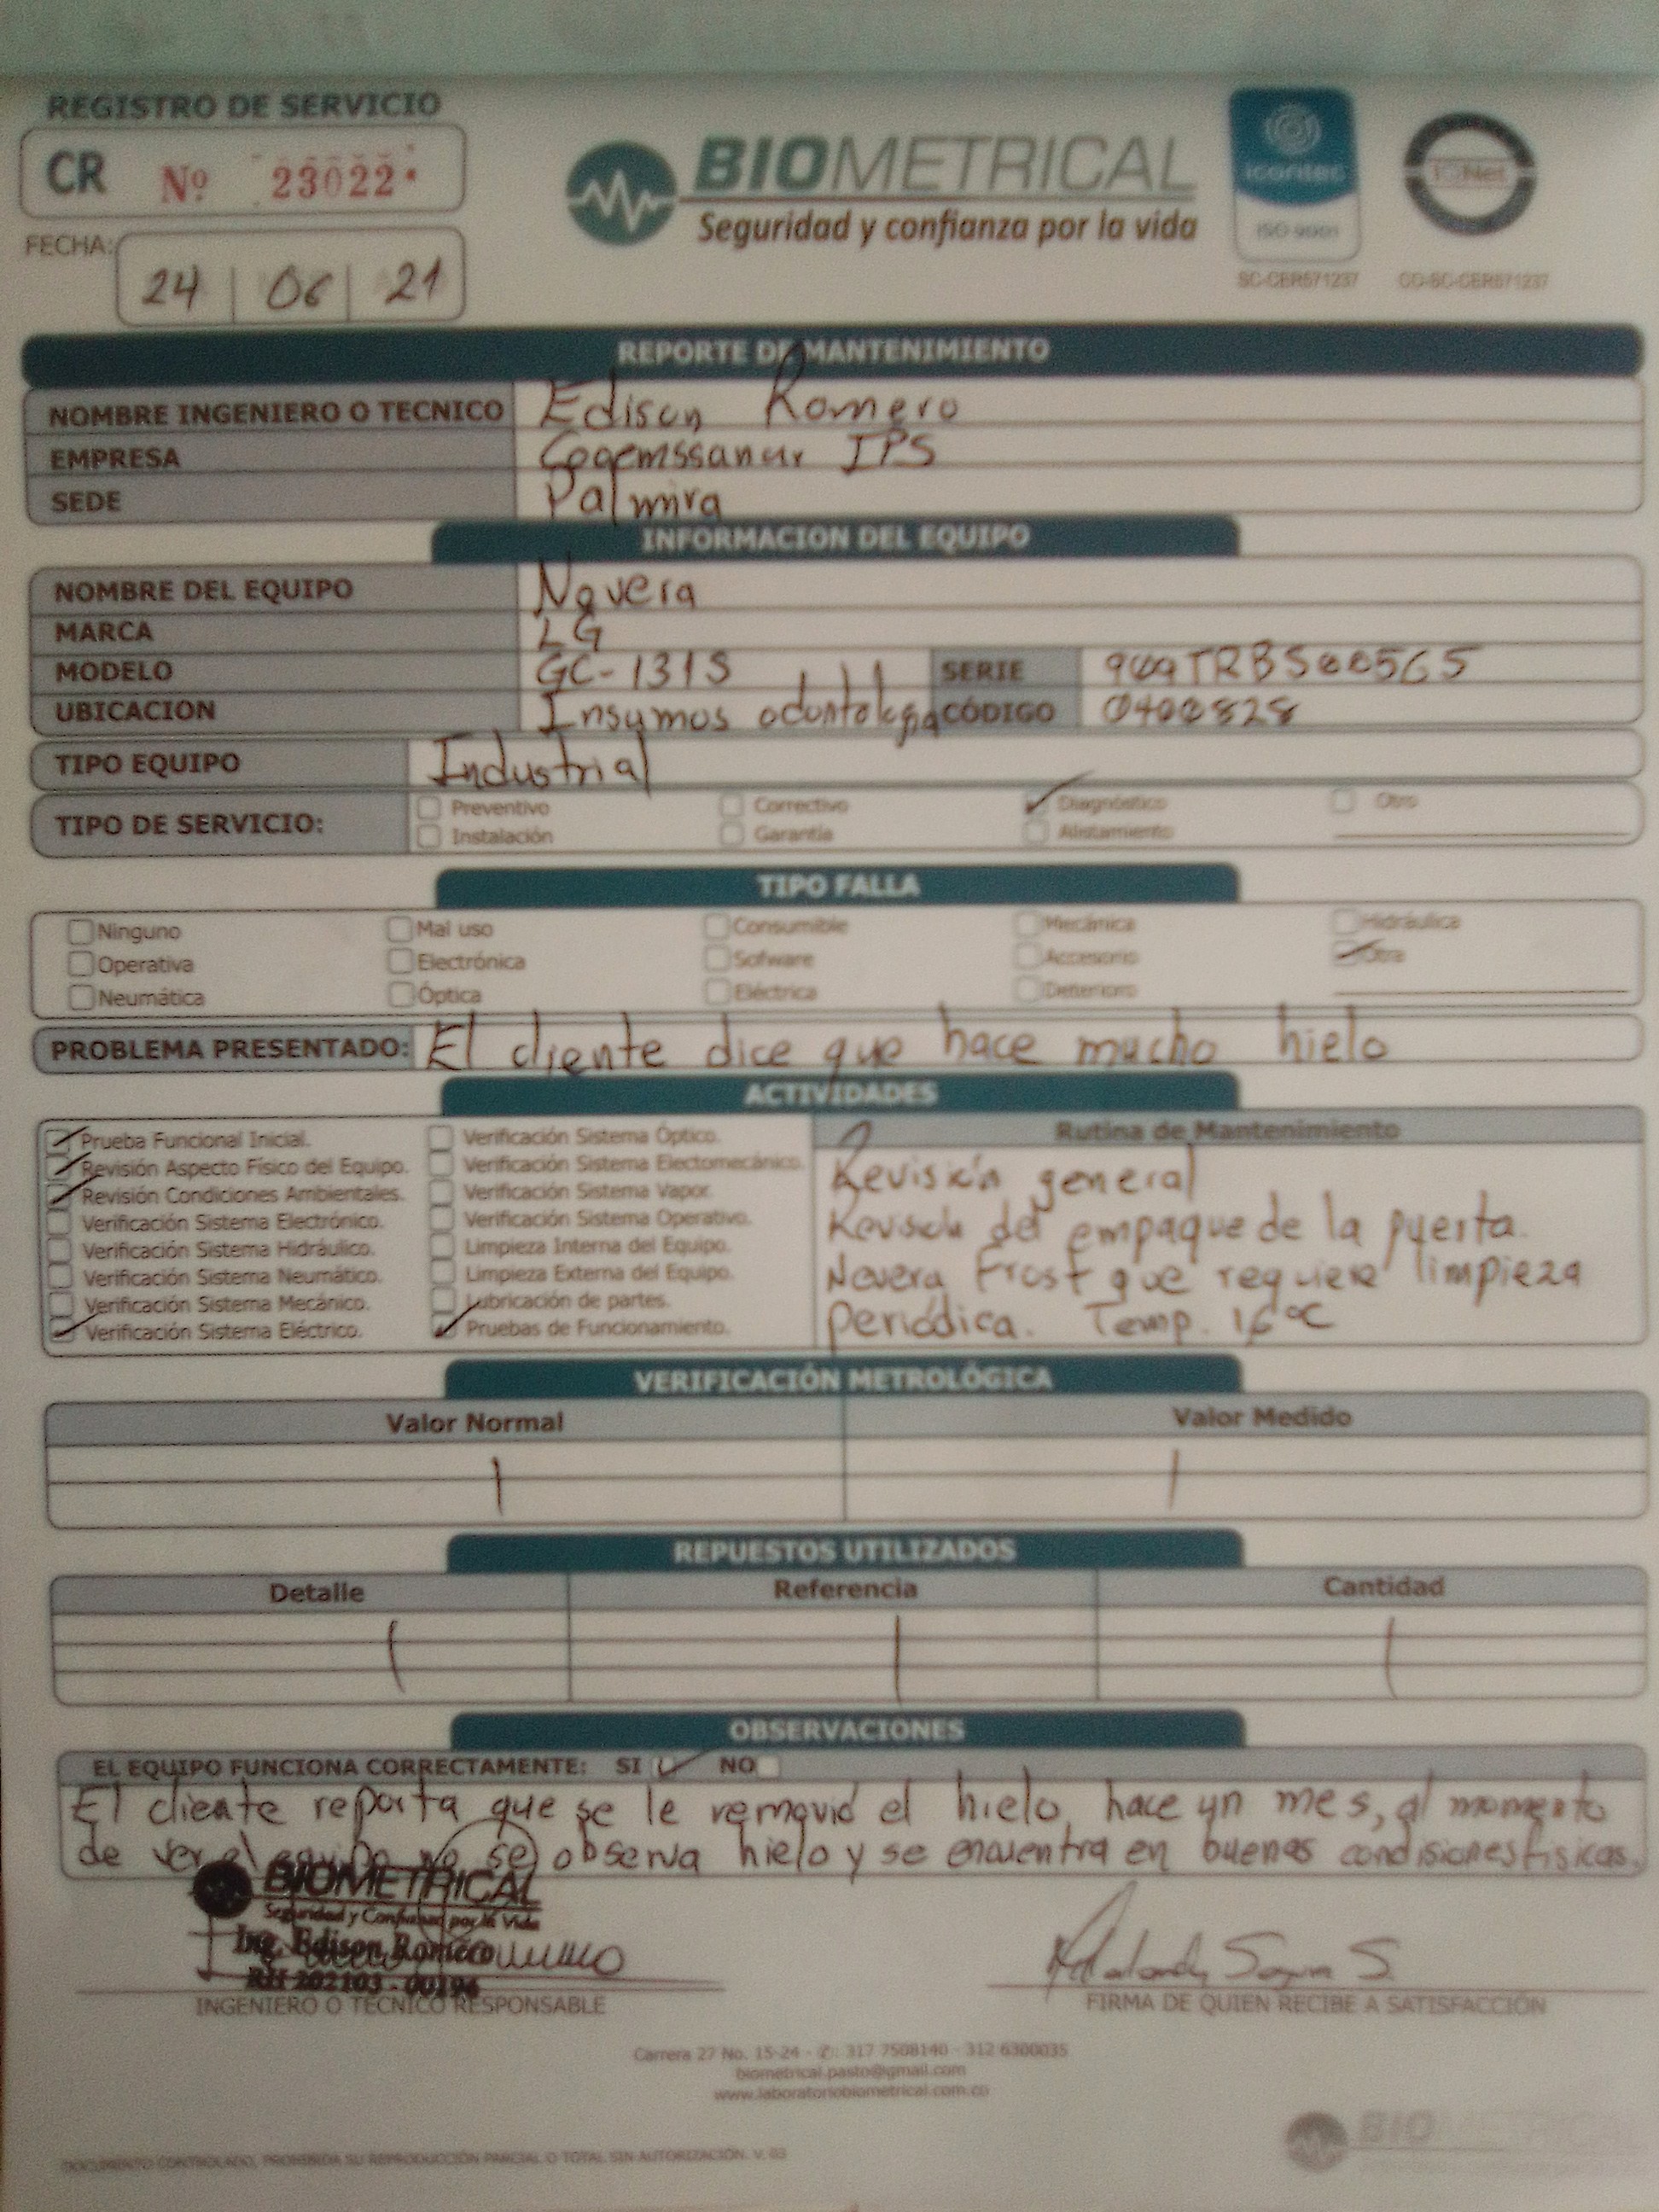 REGISTRO DE SERVICIO
CR Nº 23022
BIOMETRICAL
Seguridad y confianza por la vida
icontec
ISO 9001
SC-CER571237
IQNet
CO-SC-CER571237
FECHA: 24 | 06 | 21
REPORTE DE MANTENIMIENTO
NOMBRE INGENIERO O TECNICO Edison Romero
EMPRESA IPS
SEDE Palmira
INFORMACION DEL EQUIPO
NOMBRE DEL EQUIPO Nevera
MARCA LG
MODELO GC-131S SERIE
UBICACION Insumos odontología CÓDIGO 0400828
TIPO EQUIPO Industrial
TIPO DE SERVICIO:
Preventivo Correctivo Diagnóstico Otro
Instalación Garantía Alistamiento
TIPO FALLA
Ninguno Mal uso Consumible Mecánica Hidráulica
Operativa Electrónica Sofware Accesorio Otra
Neumática Óptica Eléctrica Deterioro
PROBLEMA PRESENTADO: El cliente dice que hace mucho hielo
ACTIVIDADES
Prueba Funcional Inicial.
Revisión Aspecto Físico del Equipo.
Revisión Condiciones Ambientales.
Verificación Sistema Electrónico.
Verificación Sistema Hidráulico.
Verificación Sistema Neumático.
Verificación Sistema Mecánico.
Verificación Sistema Eléctrico.
Verificación Sistema Óptico.
Verificación Sistema Electomecánico.
Verificación Sistema Vapor.
Verificación Sistema Operativo.
Limpieza Interna del Equipo.
Limpieza Externa del Equipo.
Lubricación de partes.
Pruebas de Funcionamiento.
Rutina de Mantenimiento
Revisión general
Revisión del empaque de la puerta.
Nevera Frost que requiere limpieza
Periódica. Temp. 16°C
VERIFICACIÓN METROLÓGICA
Valor Normal Valor Medido
REPUESTOS UTILIZADOS
Detalle Referencia Cantidad
OBSERVACIONES
EL EQUIPO FUNCIONA CORRECTAMENTE: SI NO
El cliente reporta que se le removió el hielo hace un mes, al momento
de ver el equipo no se observa hielo y se encuentra en buenas condisiones fisicas.
BIOMETRICAL
Seguridad y Confianza por la Vida
Ing. Edison Romero
RH 202103 - 00194
INGENIERO O TÉCNICO RESPONSABLE
FIRMA DE QUIEN RECIBE A SATISFACCIÓN
Carrera 27 No. 15-24 - ✆: 317 7508140 - 312 6300035
biometrical.pasto@gmail.com
www.laboratoriobiometrical.com.co
BIOMETRICAL
DOCUMENTO CONTROLADO, PROHIBIDA SU REPRODUCCIÓN PARCIAL O TOTAL SIN AUTORIZACIÓN. V. 03